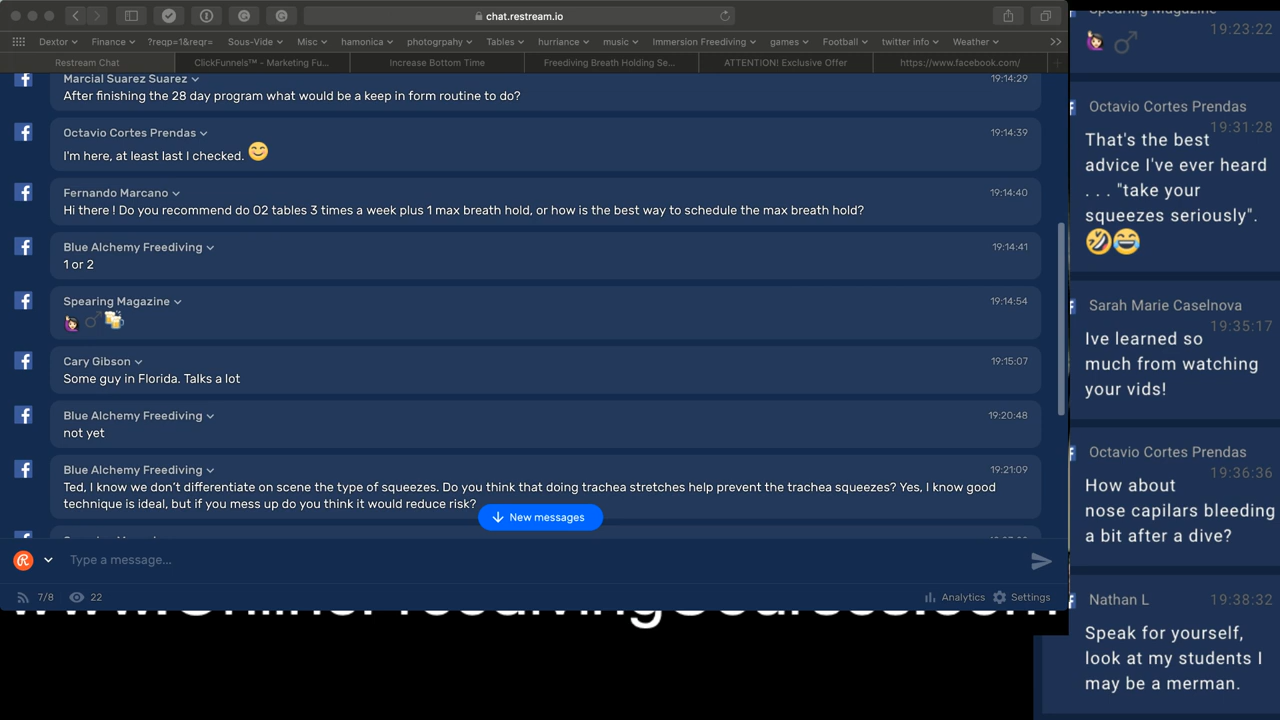 chat.restream.io
Dextor
Finance
?reqp=1&reqr=
Sous-Vide
Misc
hamonica
photogrpahy
Tables
hurriance
music
Immersion Freediving
games
Football
twitter info
Weather
Restream Chat
ClickFunnels™ - Marketing Fu...
Increase Bottom Time
Freediving Breath Holding Se...
ATTENTION! Exclusive Offer
https://www.facebook.com/
Marcial Suarez Suarez
19:14:29
After finishing the 28 day program what would be a keep in form routine to do?
Octavio Cortes Prendas
19:14:39
I'm here, at least last I checked. 😊
Fernando Marcano
19:14:40
Hi there ! Do you recommend do O2 tables 3 times a week plus 1 max breath hold, or how is the best way to schedule the max breath hold?
Blue Alchemy Freediving
19:14:41
1 or 2
Spearing Magazine
19:14:54
🙋🏻‍♂️🍻
Cary Gibson
19:15:07
Some guy in Florida. Talks a lot
Blue Alchemy Freediving
19:20:48
not yet
Blue Alchemy Freediving
19:21:09
Ted, I know we don't differentiate on scene the type of squeezes. Do you think that doing trachea stretches help prevent the trachea squeezes? Yes, I know good
technique is ideal, but if you mess up do you think it would reduce risk?
New messages
Type a message...
7/8
22
Analytics
Settings
Spearing Magazine
19:23:22
Octavio Cortes Prendas
19:31:28
That's the best
advice I've ever heard
. . . "take your
squeezes seriously".
🤣😂
Sarah Marie Caselnova
19:35:17
Ive learned so
much from watching
your vids!
Octavio Cortes Prendas
19:36:36
How about
nose capilars bleeding
a bit after a dive?
Nathan L
19:38:32
Speak for yourself,
look at my students I
may be a merman.